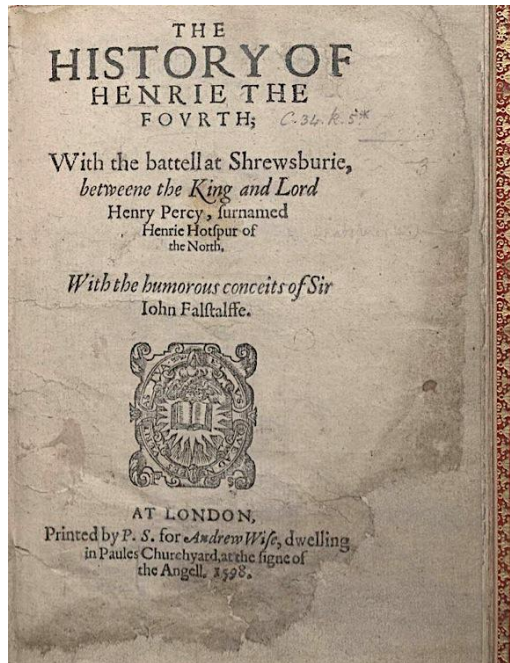 THE
HISTORY OF
HENRIE THE
FOVRTH;
C.34.k.5*
With the battell at Shrewsburie,
betweene the King and Lord
Henry Percy, ſurnamed
Henrie Hotſpur of
the North.
With the humorous conceits of Sir
Iohn Falſtalffe.
AT LONDON,
Printed by P. S. for Andrew Wiſe, dwelling
in Paules Churchyard, at the ſigne of
the Angell. 1598.